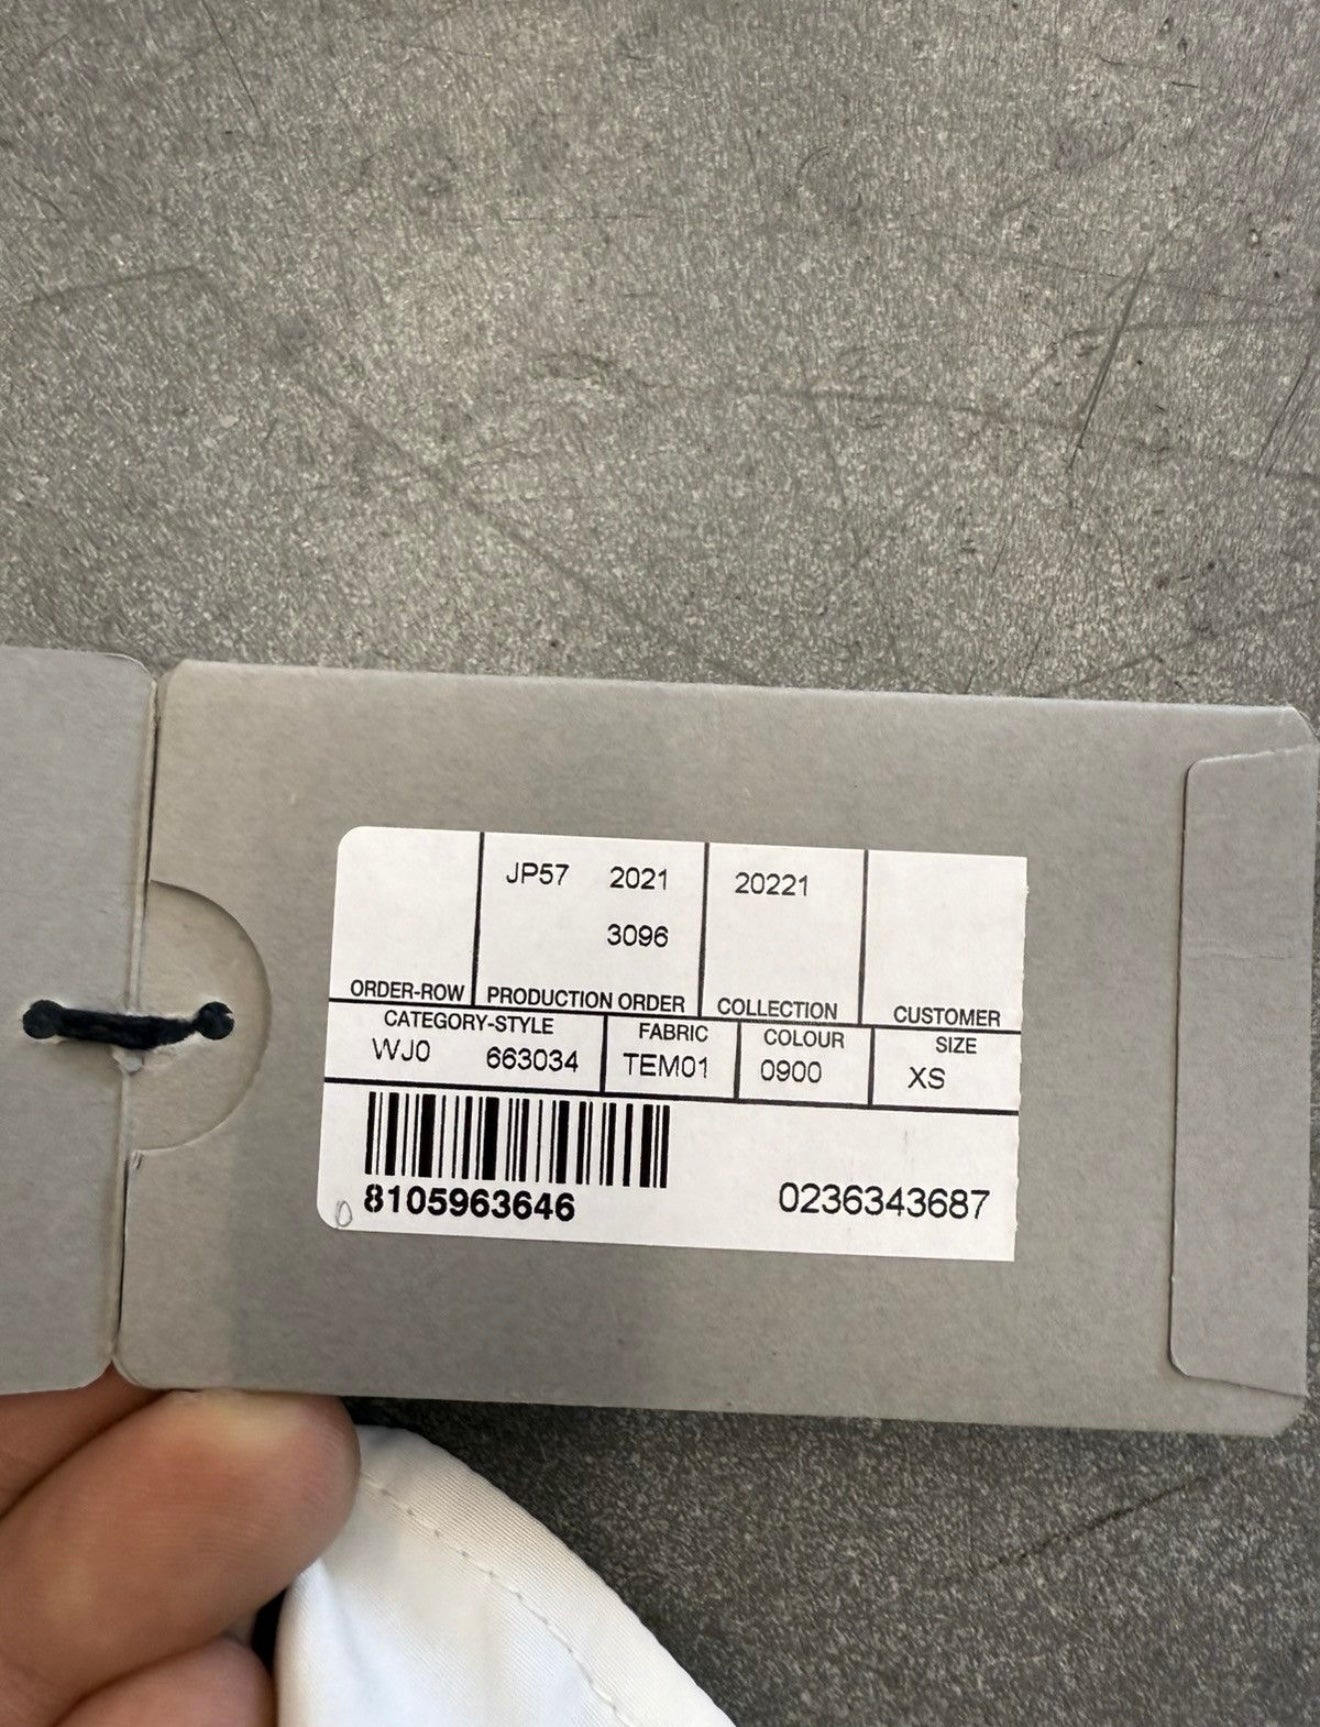 JP57 2021 20221
3096
ORDER-ROW PRODUCTION ORDER COLLECTION CUSTOMER
CATEGORY-STYLE FABRIC COLOUR SIZE
WJ0 663034 TEM01 0900 XS
8105963646 0236343687